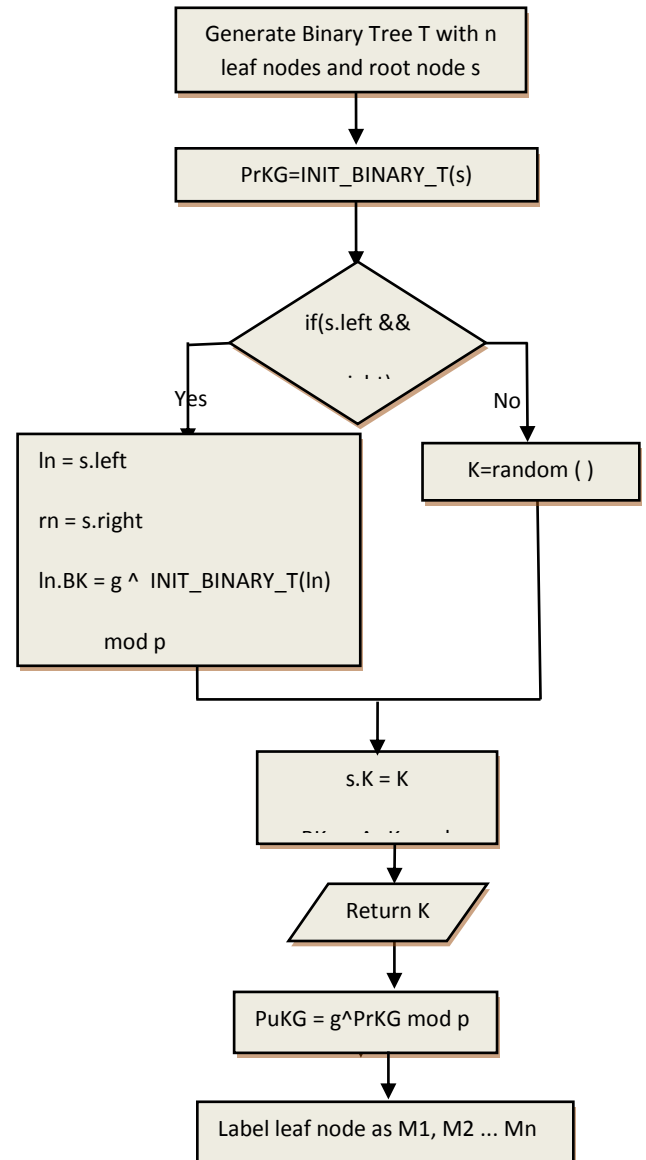 Generate Binary Tree T with n
leaf nodes and root node s
PrKG=INIT_BINARY_T(s)
if(s.left &&
Yes
No
ln = s.left
rn = s.right
ln.BK = g ^ INIT_BINARY_T(ln)
mod p
K=random ( )
s.K = K
Return K
PuKG = g^PrKG mod p
Label leaf node as M1, M2 ... Mn